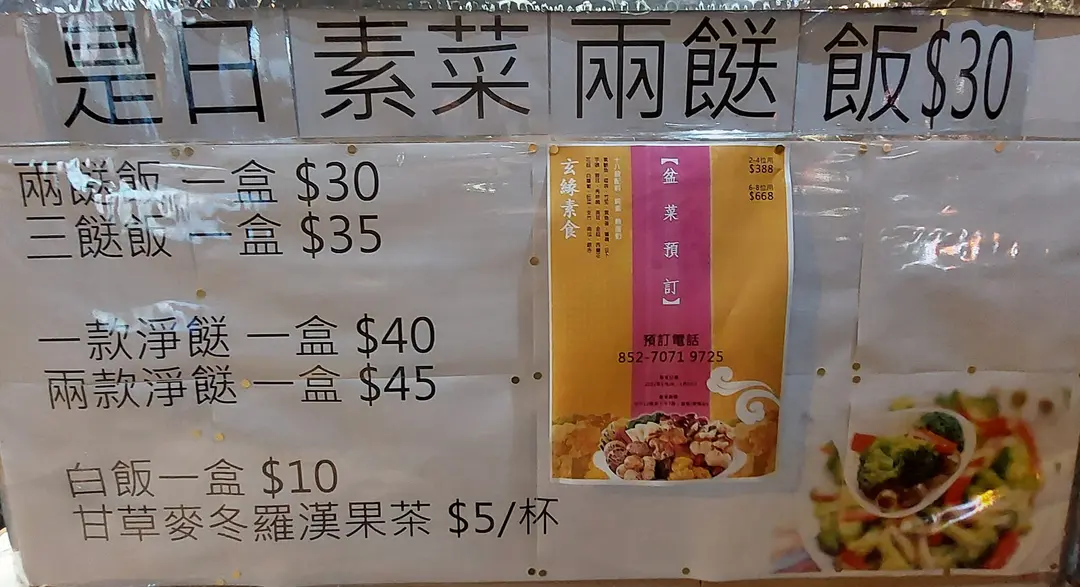 是日素菜兩餸飯$30
兩餸飯 一盒 $30
三餸飯 一盒 $35
一款淨餸 一盒 $40
兩款淨餸 一盒 $45
白飯一盒 $10
甘草麥冬羅漢果茶 $5/杯
玄緣素食
【盆菜預訂】
2-4位用
$388
6-8位用
$668
預訂電話
852-7071 9725